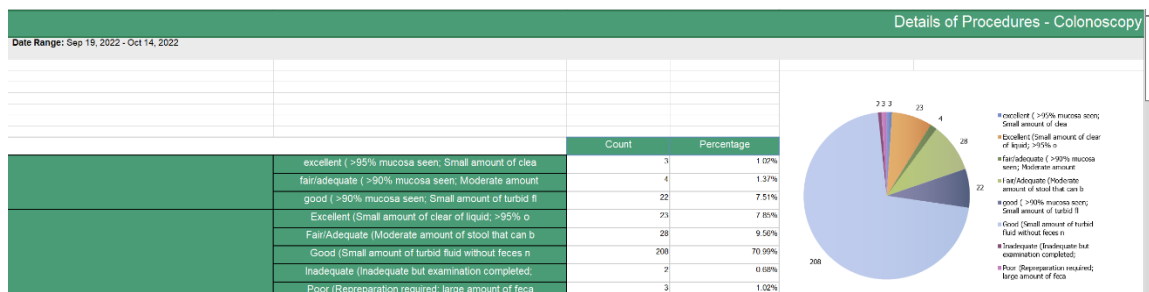 Details of Procedures - Colonoscopy
Date Range: Sep 19, 2022 - Oct 14, 2022
Count Percentage
excellent ( >95% mucosa seen; Small amount of clea 3 1.02%
fair/adequate ( >90% mucosa seen; Moderate amount 4 1.37%
good ( >90% mucosa seen; Small amount of turbid fl 22 7.51%
Excellent (Small amount of clear of liquid; >95% o 23 7.85%
Fair/Adequate (Moderate amount of stool that can b 28 9.56%
Good (Small amount of turbid fluid without feces n 208 70.99%
Inadequate (Inadequate but examination completed; 2 0.68%
Poor (Repreparation required; large amount of feca 3 1.02%
2 3 3
23
4
28
22
208
excellent ( >95% mucosa seen;
Small amount of clea
Excellent (Small amount of clear
of liquid; >95% o
fair/adequate ( >90% mucosa
seen; Moderate amount
Fair/Adequate (Moderate
amount of stool that can b
good ( >90% mucosa seen;
Small amount of turbid fl
Good (Small amount of turbid
fluid without feces n
Inadequate (Inadequate but
examination completed;
Poor (Repreparation required;
large amount of feca